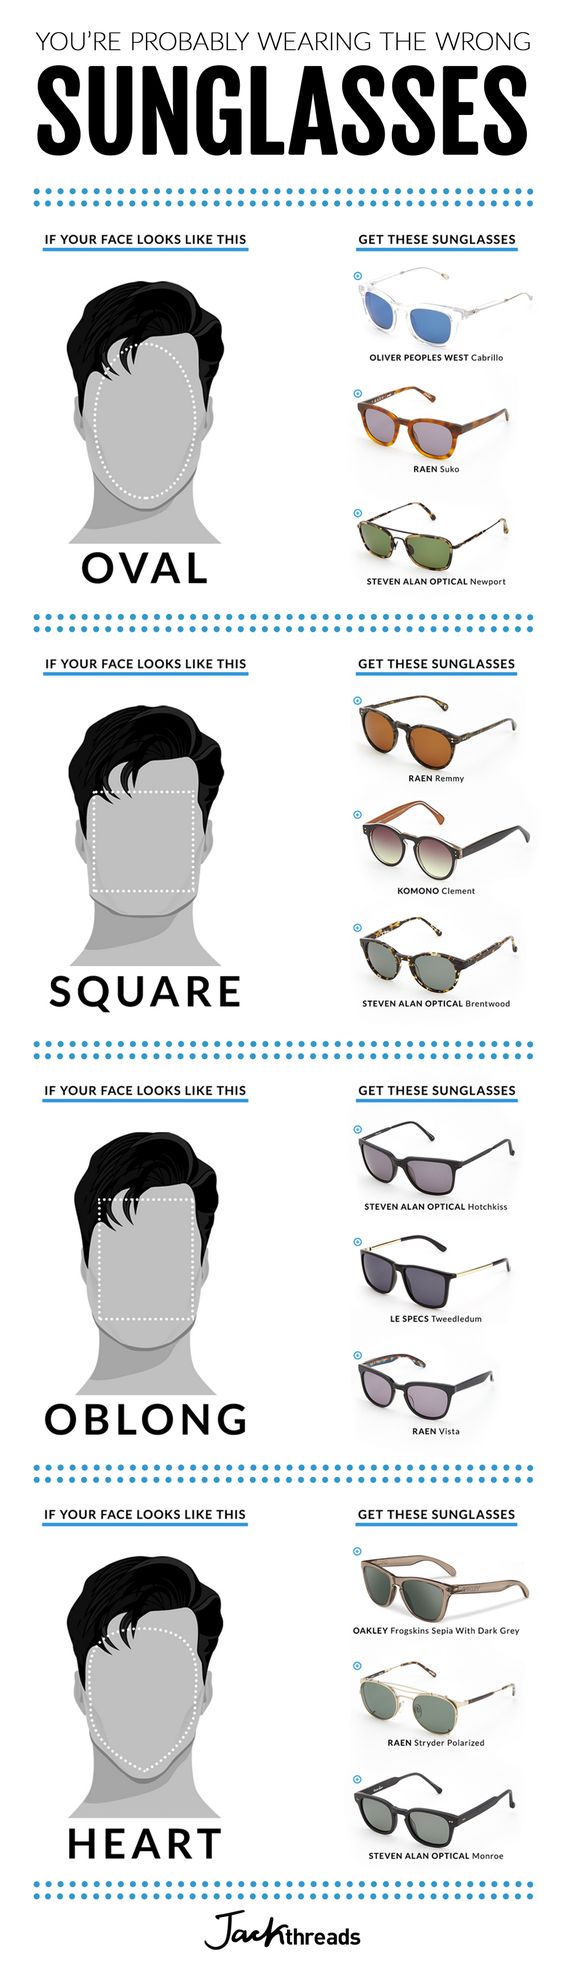 YOU'RE PROBABLY WEARING THE WRONG
SUNGLASSES
IF YOUR FACE LOOKS LIKE THIS
GET THESE SUNGLASSES
OLIVER PEOPLES WEST Cabrillo
RAEN Suko
STEVEN ALAN OPTICAL Newport
OVAL
IF YOUR FACE LOOKS LIKE THIS
GET THESE SUNGLASSES
RAEN Remmy
KOMONO Clement
STEVEN ALAN OPTICAL Brentwood
SQUARE
IF YOUR FACE LOOKS LIKE THIS
GET THESE SUNGLASSES
STEVEN ALAN OPTICAL Hotchkiss
LE SPECS Tweedledum
RAEN Vista
OBLONG
IF YOUR FACE LOOKS LIKE THIS
GET THESE SUNGLASSES
OAKLEY Frogskins Sepia With Dark Grey
RAEN Stryder Polarized
STEVEN ALAN OPTICAL Monroe
HEART
Jackthreads